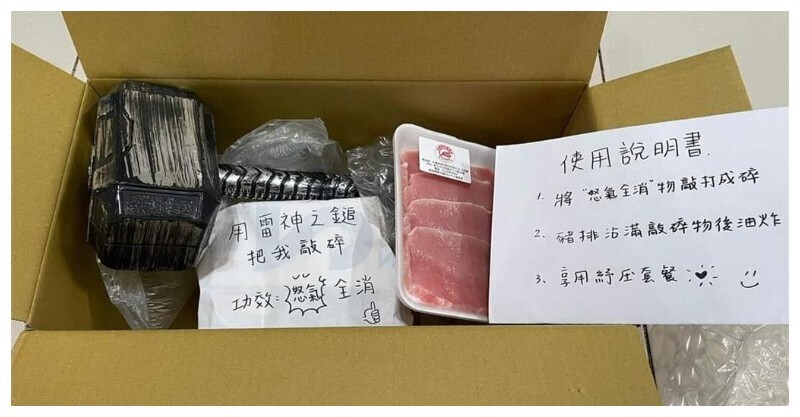 用雷神之鎚
把我敲碎
功效：怒氣全消
使用說明書
1. 將"怒氣全消"物敲打成碎
2. 豬排沾滿敲碎物後油炸
3. 享用紓壓套餐